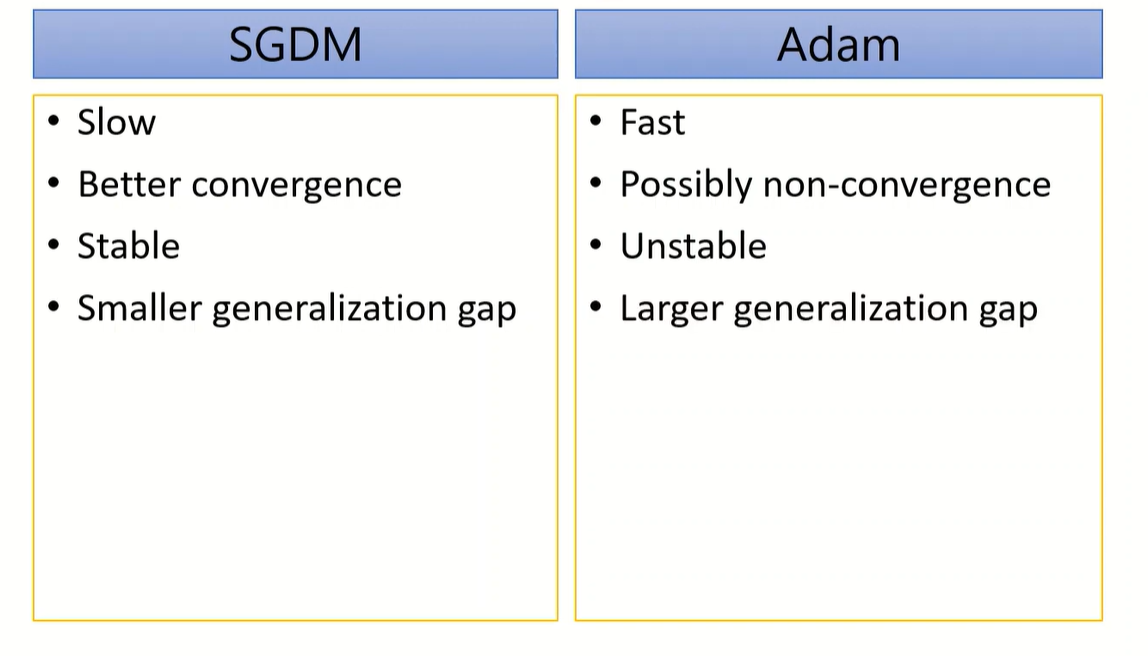 SGDM
• Slow
• Better convergence
• Stable
• Smaller generalization gap
Adam
• Fast
• Possibly non-convergence
• Unstable
• Larger generalization gap